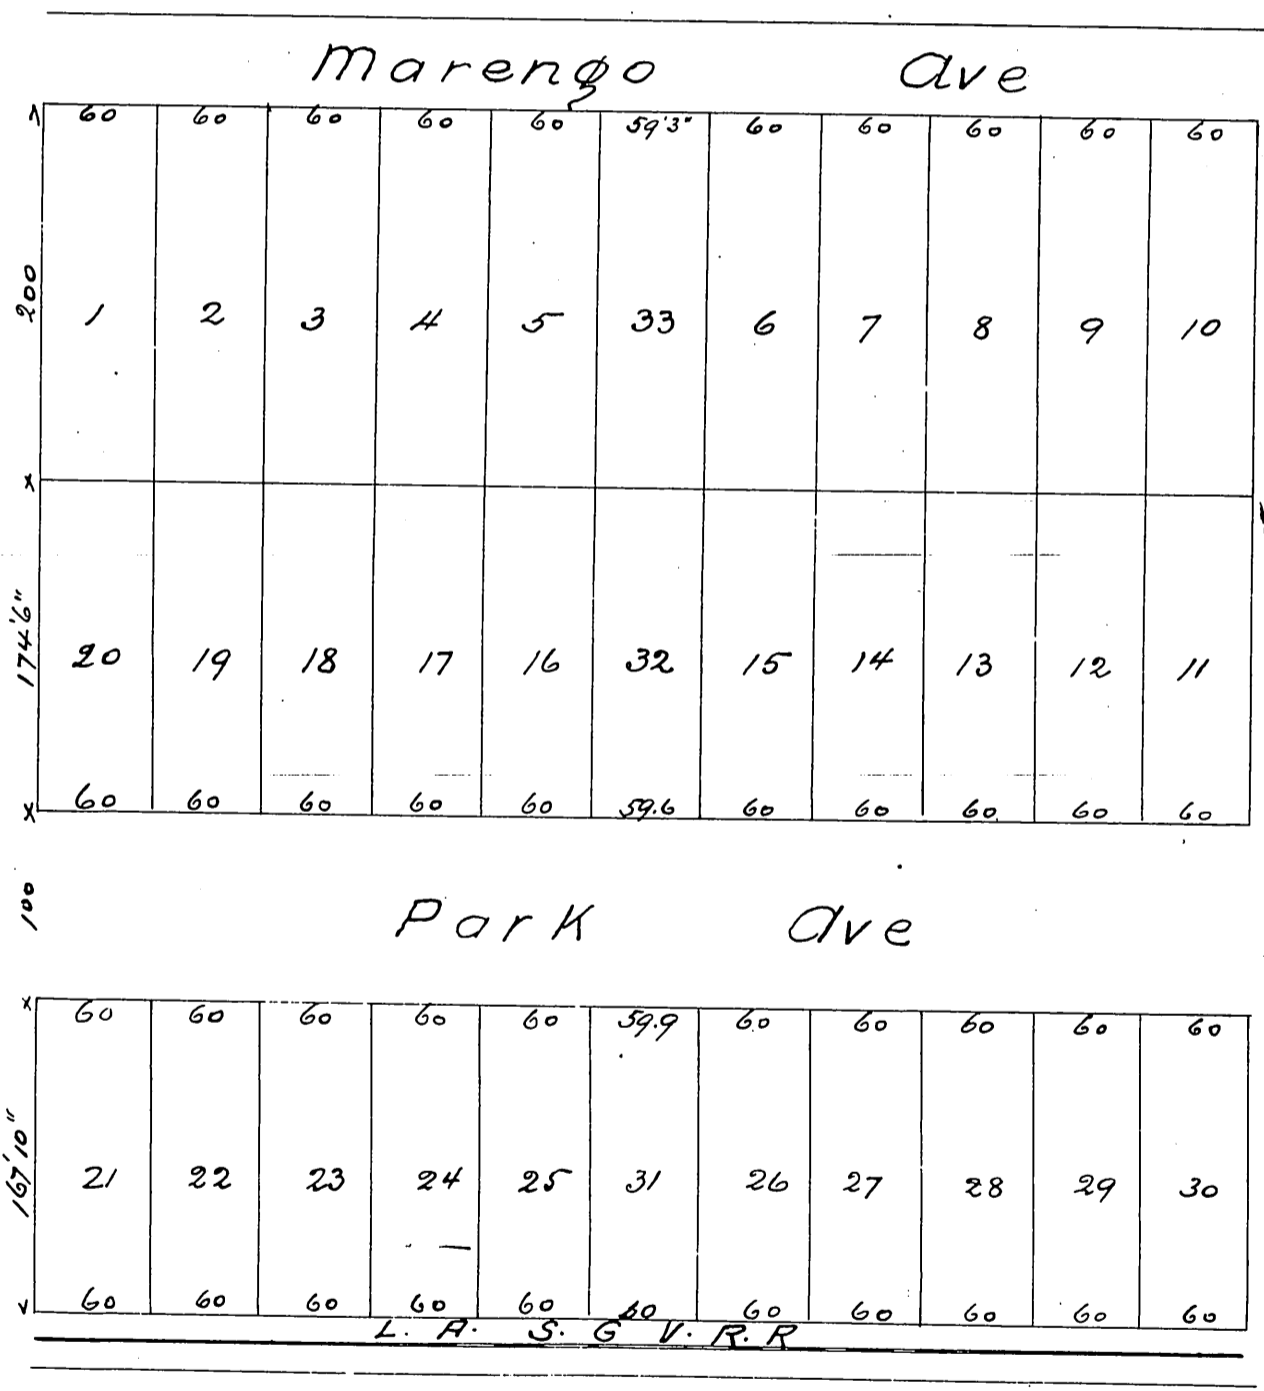 Marengo Ave
60 60 60 60 60 59'3" 60 60 60 60 60
200
1 2 3 4 5 33 6 7 8 9 10
174'6"
20 19 18 17 16 32 15 14 13 12 11
60 60 60 60 60 59.6 60 60 60 60 60
100
Park Ave
60 60 60 60 60 59.9 60 60 60 60 60
167'10"
21 22 23 24 25 31 26 27 28 29 30
60 60 60 60 60 60 60 60 60 60 60
L. A. S. G V. R. R